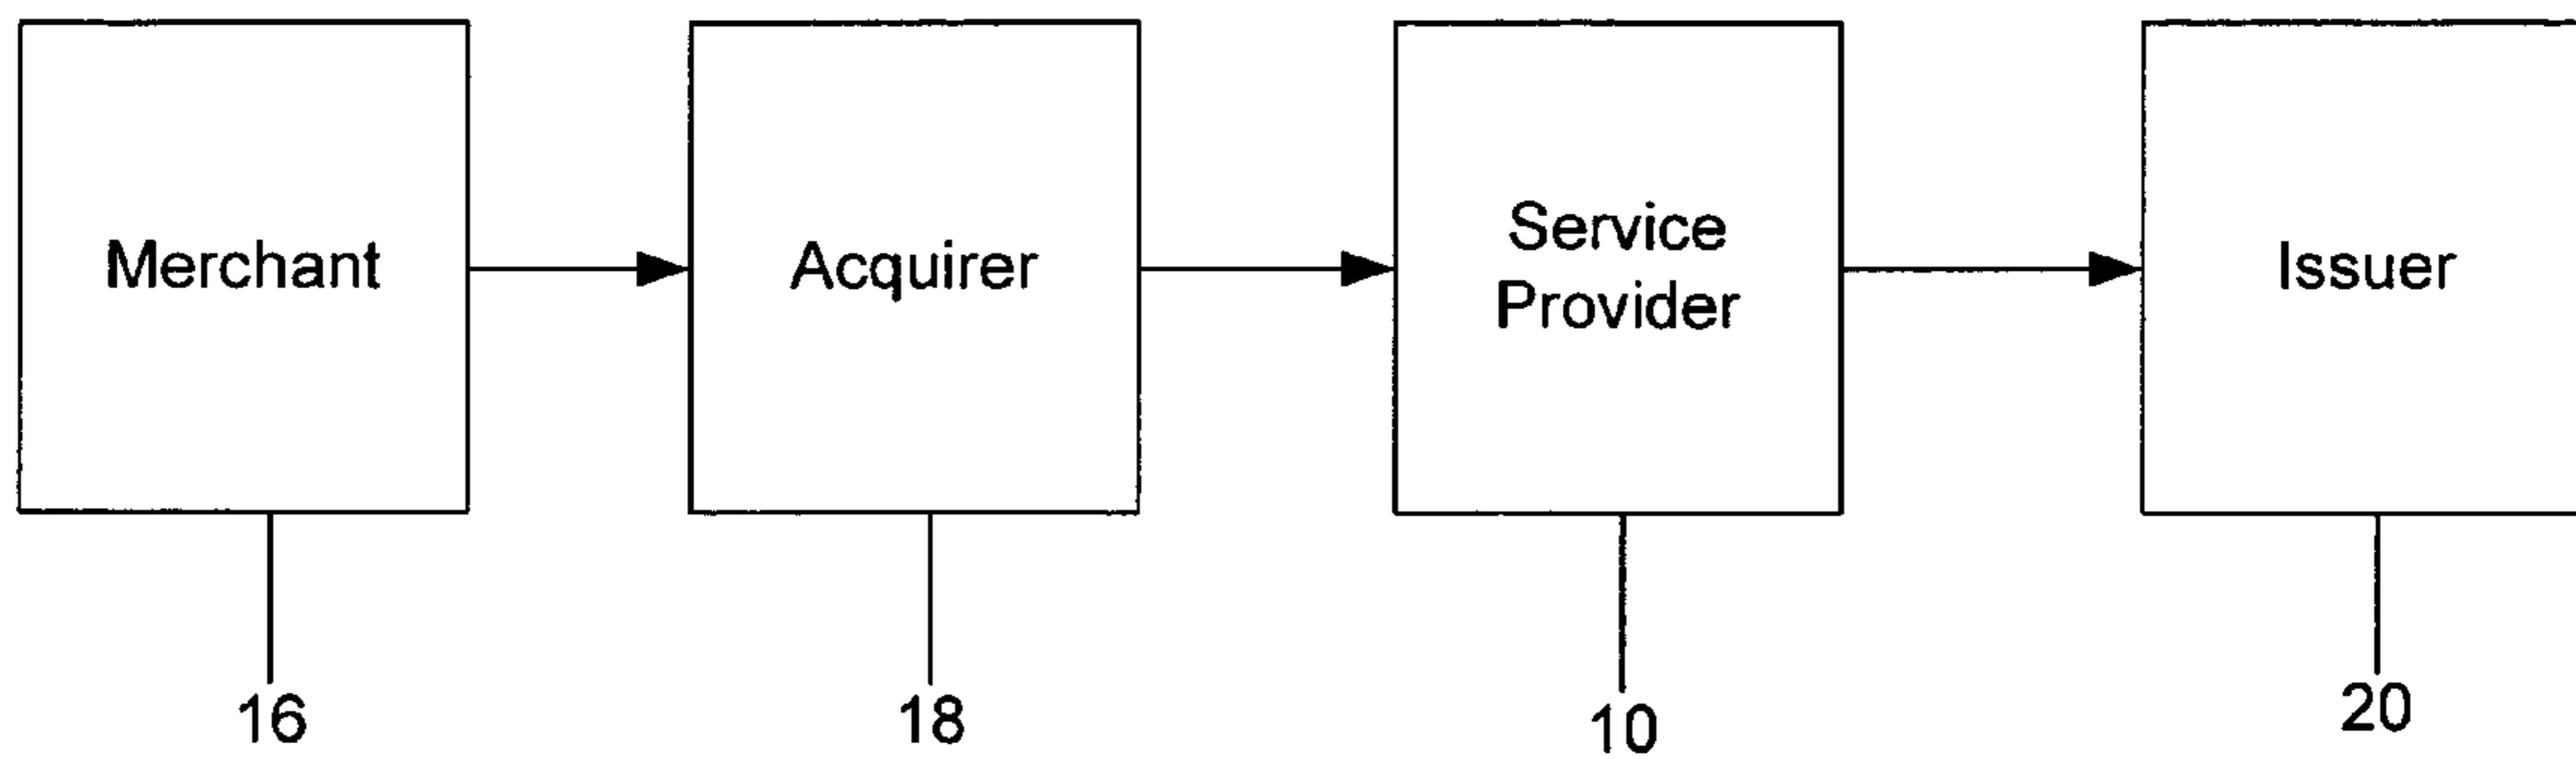 Merchant
Acquirer
Service
Provider
Issuer
16
18
10
20